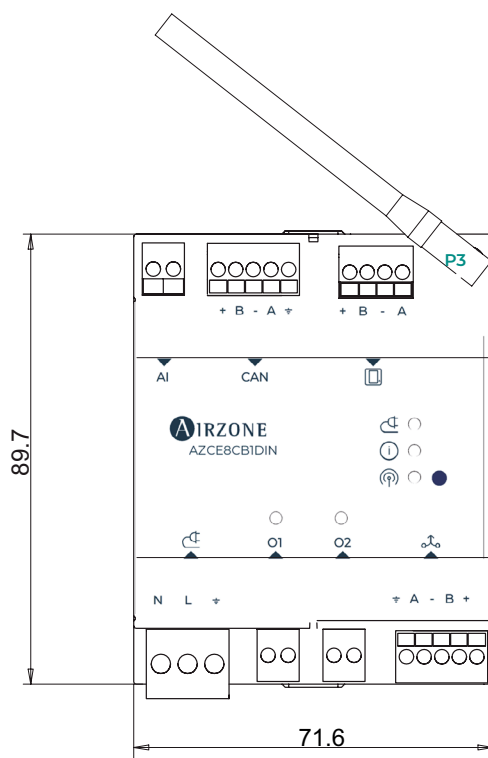 P3
+ B - A ⏚
+ B - A
AI
CAN
AIRZONE
AZCE8CB1DIN
i
O1
O2
N L ⏚
⏚ A - B +
89.7
71.6